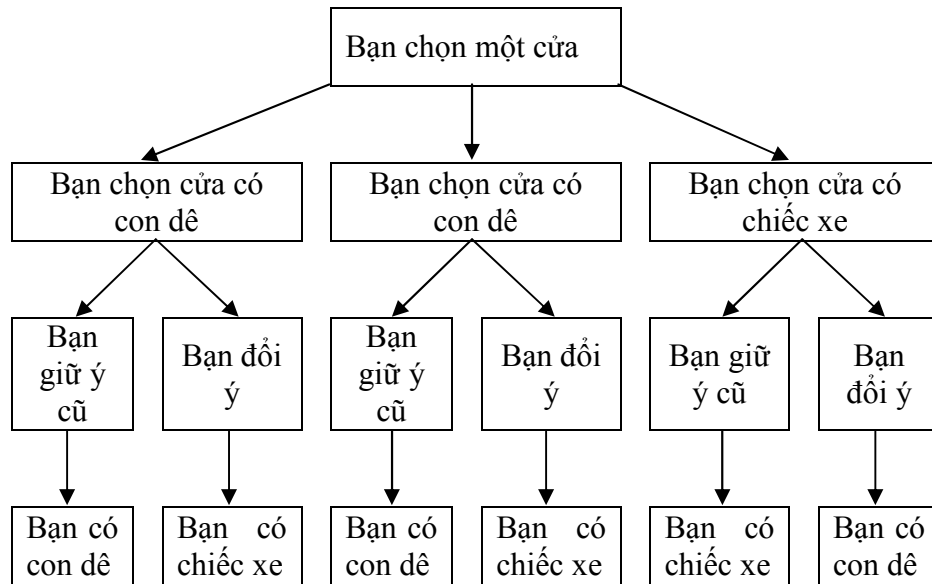 Bạn chọn một cửa
Bạn chọn cửa có
con dê
Bạn chọn cửa có
con dê
Bạn chọn cửa có
chiếc xe
Bạn
giữ ý
cũ
Bạn đổi
ý
Bạn
giữ ý
cũ
Bạn đổi
ý
Bạn giữ
ý cũ
Bạn
đổi ý
Bạn có
con dê
Bạn có
chiếc xe
Bạn có
con dê
Bạn có
chiếc xe
Bạn có
chiếc xe
Bạn có
con dê